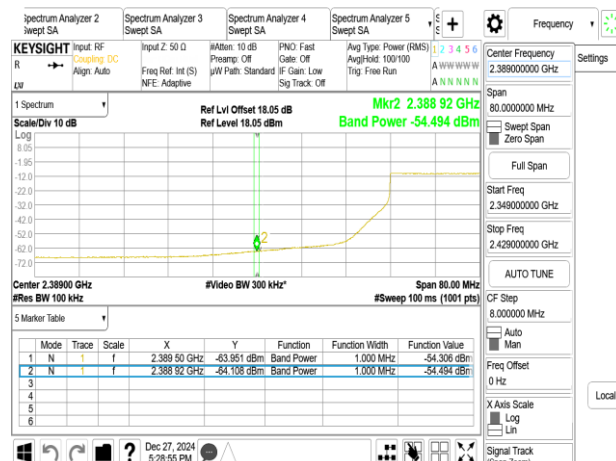 Spectrum Analyzer 2
Swept SA
Spectrum Analyzer 3
Swept SA
Spectrum Analyzer 4
Swept SA
Spectrum Analyzer 5
Swept SA
Frequency
KEYSIGHT
R
LXI
Input: RF
Coupling: DC
Align: Auto
Input Z: 50 Ω
Freq Ref: Int (S)
NFE: Adaptive
#Atten: 10 dB
Preamp: Off
µW Path: Standard
PNO: Fast
Gate: Off
IF Gain: Low
Sig Track: Off
Avg Type: Power (RMS)
Avg|Hold: 100/100
Trig: Free Run
1 2 3 4 5 6
A W W W W W
A N N N N N
1 Spectrum
Scale/Div 10 dB
Ref Lvl Offset 18.05 dB
Ref Level 18.05 dBm
Mkr2 2.388 92 GHz
Band Power -54.494 dBm
Log
8.05
-1.95
-12.0
-22.0
-32.0
-42.0
-52.0
-62.0
-72.0
2
Center 2.38900 GHz
#Res BW 100 kHz
#Video BW 300 kHz*
Span 80.00 MHz
#Sweep 100 ms (1001 pts)
5 Marker Table
Mode Trace Scale X Y Function Function Width Function Value
1 N 1 f 2.389 50 GHz -63.951 dBm Band Power 1.000 MHz -54.306 dBm
2 N 1 f 2.388 92 GHz -64.108 dBm Band Power 1.000 MHz -54.494 dBm
3
4
5
6
Dec 27, 2024
5:28:55 PM
Center Frequency
2.389000000 GHz
Settings
Span
80.0000000 MHz
Swept Span
Zero Span
Full Span
Start Freq
2.349000000 GHz
Stop Freq
2.429000000 GHz
AUTO TUNE
CF Step
8.000000 MHz
Auto
Man
Freq Offset
0 Hz
Local
X Axis Scale
Log
Lin
Signal Track